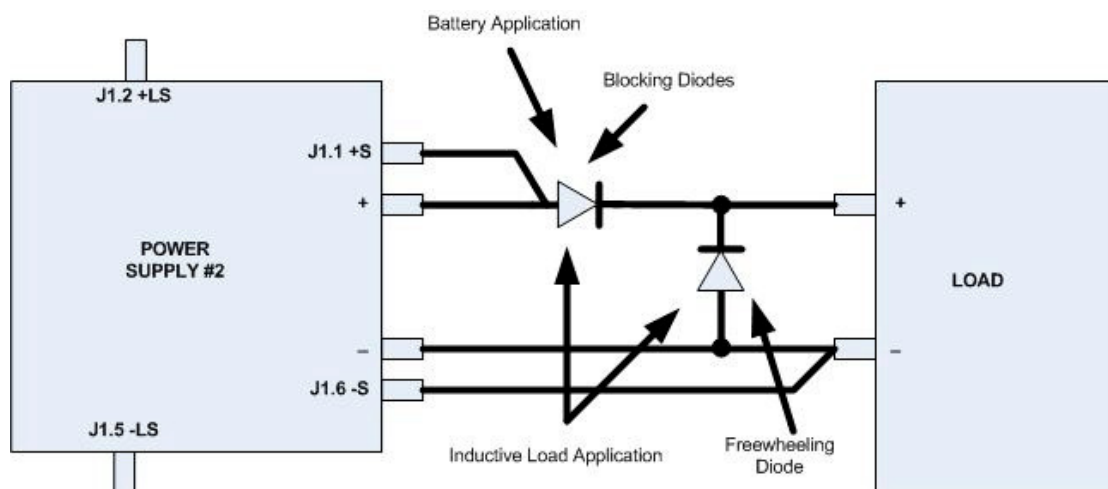 Battery Application
Blocking Diodes
J1.2 +LS
J1.1 +S
+
+
POWER
SUPPLY #2
LOAD
–
–
J1.6 -S
J1.5 -LS
Inductive Load Application
Freewheeling
Diode